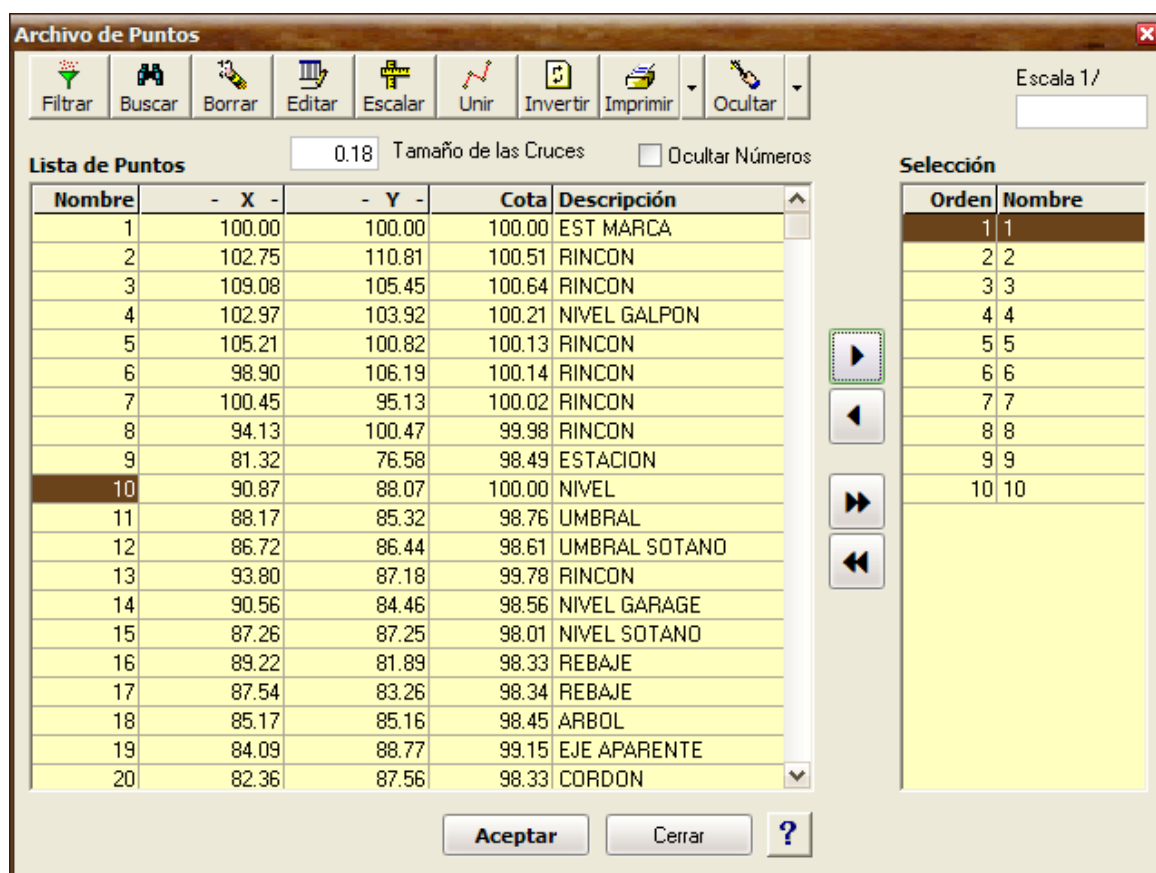 Archivo de Puntos
Filtrar Buscar Borrar Editar Escalar Unir Invertir Imprimir Ocultar
Escala 1/
0.18 Tamaño de las Cruces Ocultar Números
Lista de Puntos
Nombre - X - - Y - Cota Descripción
1 100.00 100.00 100.00 EST MARCA
2 102.75 110.81 100.51 RINCON
3 109.08 105.45 100.64 RINCON
4 102.97 103.92 100.21 NIVEL GALPON
5 105.21 100.82 100.13 RINCON
6 98.90 106.19 100.14 RINCON
7 100.45 95.13 100.02 RINCON
8 94.13 100.47 99.98 RINCON
9 81.32 76.58 98.49 ESTACION
10 90.87 88.07 100.00 NIVEL
11 88.17 85.32 98.76 UMBRAL
12 86.72 86.44 98.61 UMBRAL SOTANO
13 93.80 87.18 99.78 RINCON
14 90.56 84.46 98.56 NIVEL GARAGE
15 87.26 87.25 98.01 NIVEL SOTANO
16 89.22 81.89 98.33 REBAJE
17 87.54 83.26 98.34 REBAJE
18 85.17 85.16 98.45 ARBOL
19 84.09 88.77 99.15 EJE APARENTE
20 82.36 87.56 98.33 CORDON
Selección
Orden Nombre
1 1
2 2
3 3
4 4
5 5
6 6
7 7
8 8
9 9
10 10
Aceptar Cerrar ?